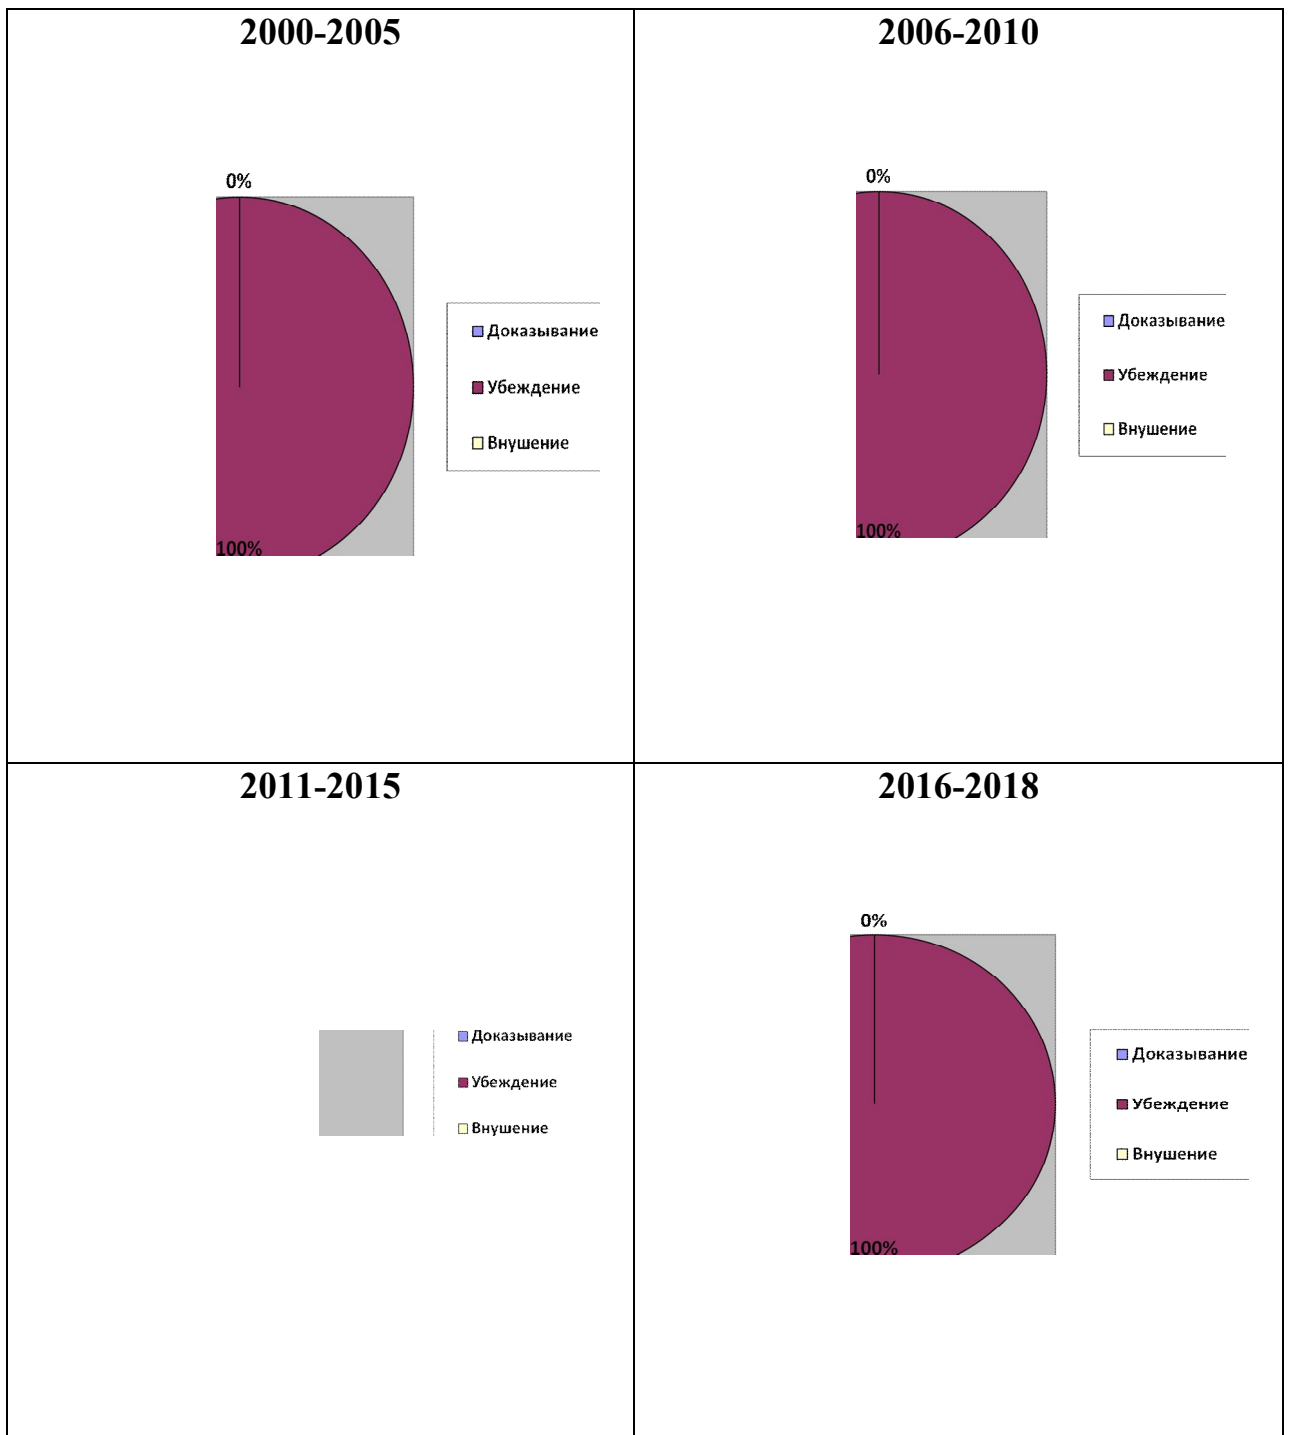 2000-2005
0%
Доказывание
Убеждение
Внушение
100%
2006-2010
0%
Доказывание
Убеждение
Внушение
100%
2011-2015
Доказывание
Убеждение
Внушение
2016-2018
0%
Доказывание
Убеждение
Внушение
100%